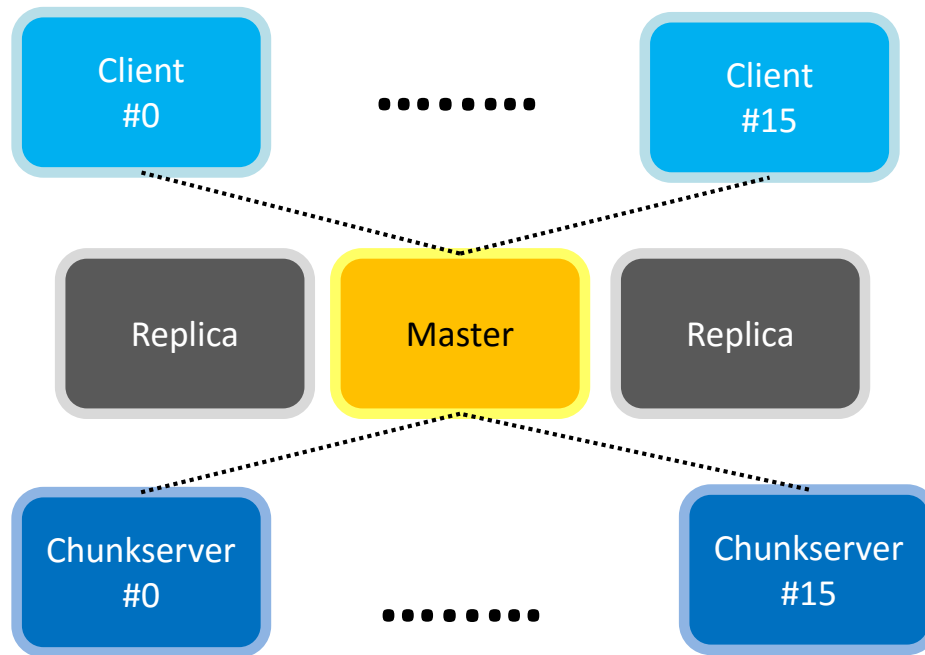 Client
#0
Client
#15
Replica
Master
Replica
Chunkserver
#0
Chunkserver
#15